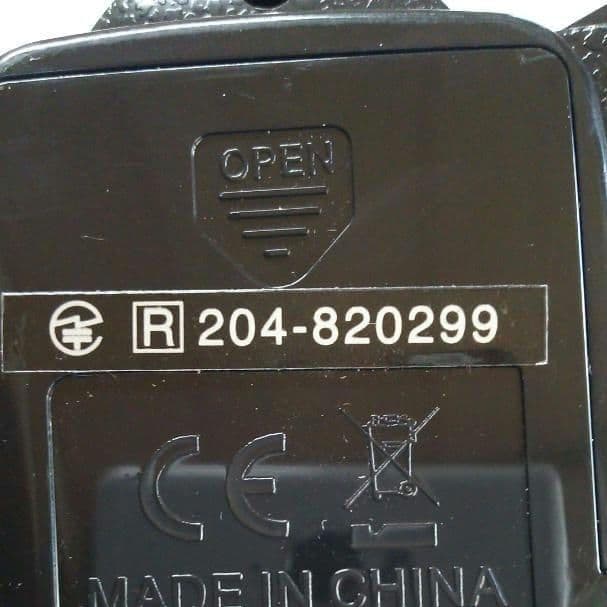 OPEN
R 204-820299
CE
MADE IN CHINA